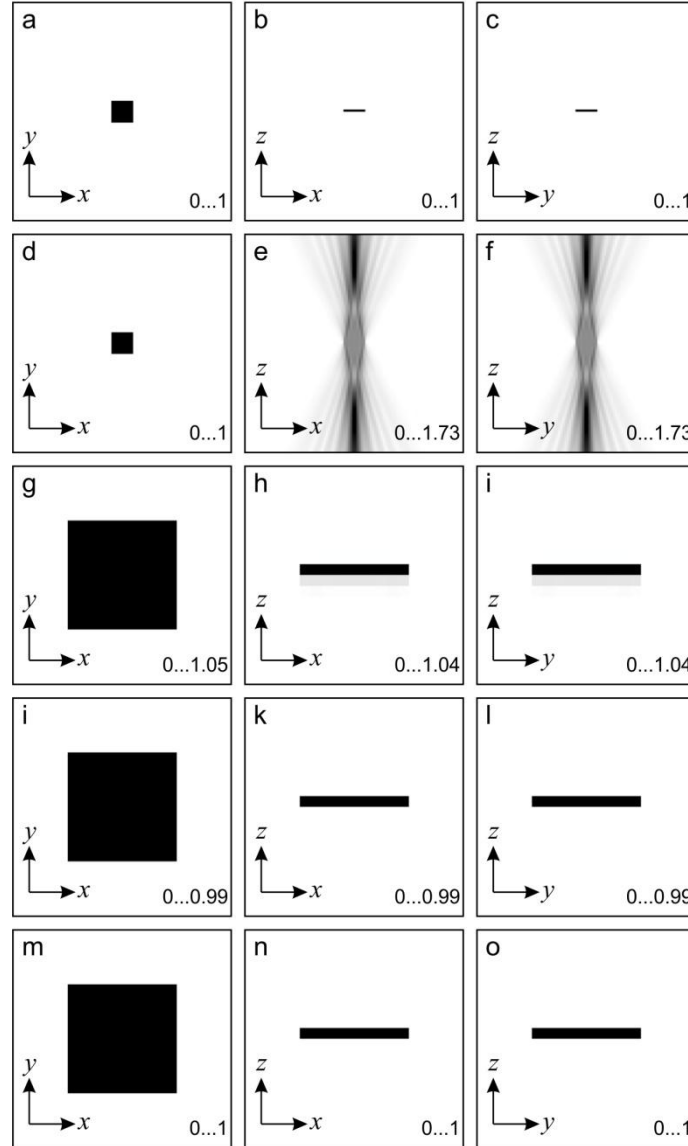 a b c
y z z
x x y
0...1 0...1 0...1
d e f
y z z
x x y
0...1 0...1.73 0...1.73
g h i
y z z
x x y
0...1.05 0...1.04 0...1.04
i k l
y z z
x x y
0...0.99 0...0.99 0...0.99
m n o
y z z
x x y
0...1 0...1 0...1